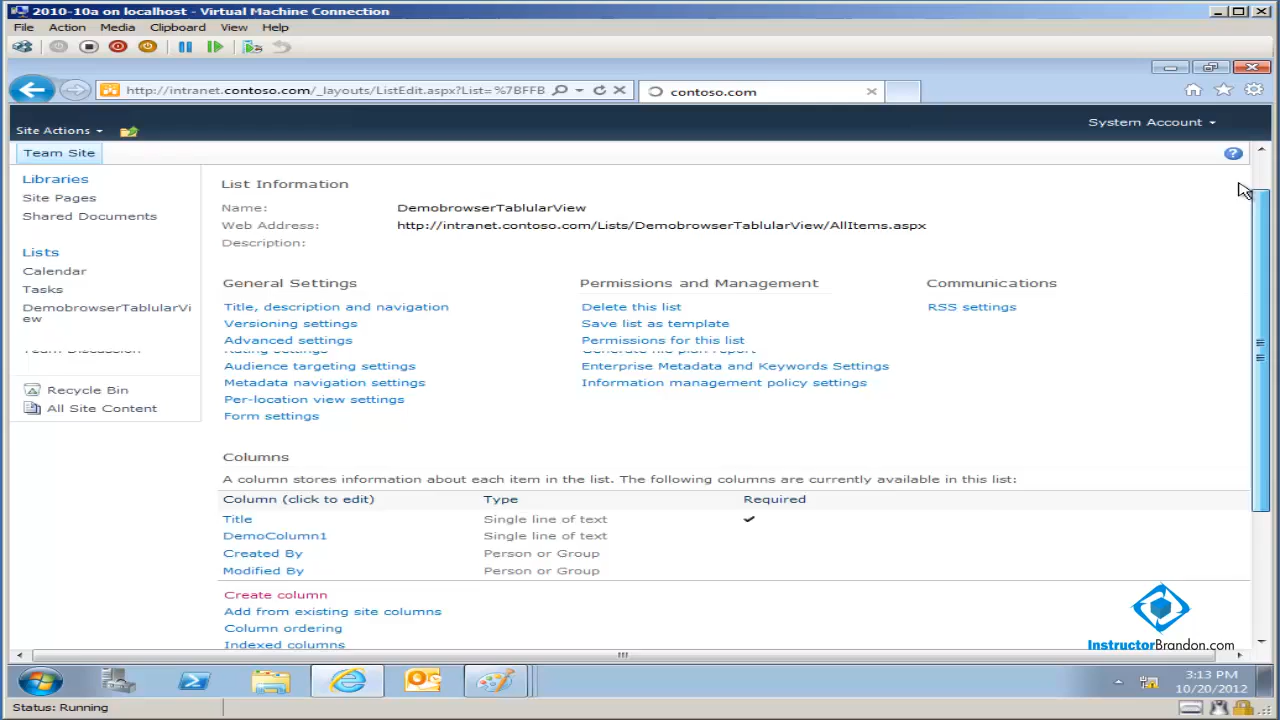 2010-10a on localhost - Virtual Machine Connection
File Action Media Clipboard View Help
http://intranet.contoso.com/_layouts/ListEdit.aspx?List=%7BFFB
contoso.com
Site Actions
System Account
Team Site
Libraries
Site Pages
Shared Documents
Lists
Calendar
Tasks
DemobrowserTablularVi
ew
Team Discussion
Recycle Bin
All Site Content
List Information
Name: DemobrowserTablularView
Web Address: http://intranet.contoso.com/Lists/DemobrowserTablularView/AllItems.aspx
Description:
General Settings
Title, description and navigation
Versioning settings
Advanced settings
Rating settings
Audience targeting settings
Metadata navigation settings
Per-location view settings
Form settings
Permissions and Management
Delete this list
Save list as template
Permissions for this list
Generate file plan report
Enterprise Metadata and Keywords Settings
Information management policy settings
Communications
RSS settings
Columns
A column stores information about each item in the list. The following columns are currently available in this list:
Column (click to edit) Type Required
Title Single line of text
DemoColumn1 Single line of text
Created By Person or Group
Modified By Person or Group
Create column
Add from existing site columns
Column ordering
Indexed columns
InstructorBrandon.com
3:13 PM
10/20/2012
Status: Running